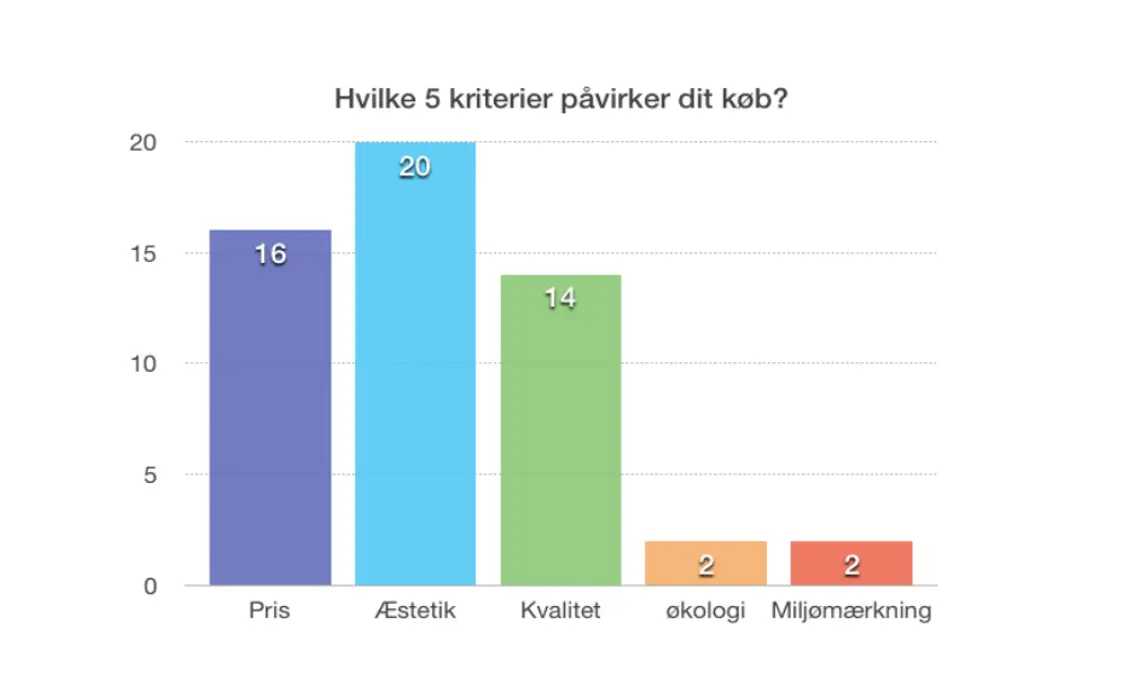 Hvilke 5 kriterier påvirker dit køb?
20
20
16
15
14
10
5
2
2
0
Pris
Æstetik
Kvalitet
økologi
Miljømærkning